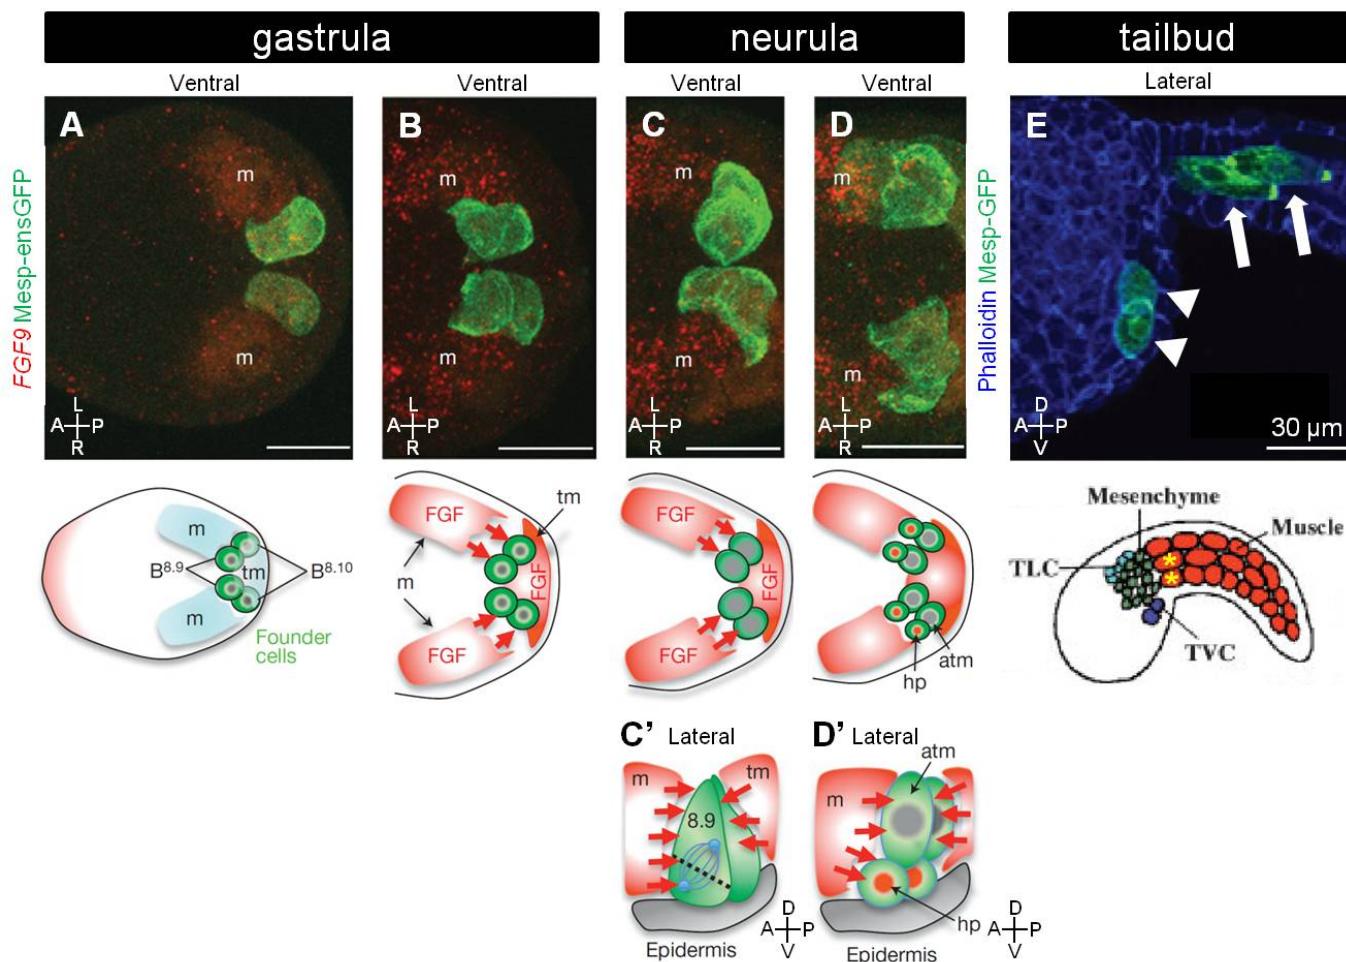 gastrula
neurula
tailbud
Ventral
Ventral
Ventral
Ventral
Lateral
FGF9 Mesp-ensGFP
A
m
m
L
A P
R
B
m
m
L
A P
R
C
m
m
L
A P
R
D
m
m
L
A P
R
Phalloidin Mesp-GFP
E
D
A P
V
30 µm
m
B8.9
tm
B8.10
m
Founder
cells
tm
FGF
m
FGF
FGF
FGF
FGF
FGF
atm
hp
Mesenchyme
Muscle
TLC
* 
*
TVC
C' Lateral
m
tm
8.9
D
A P
V
Epidermis
D' Lateral
atm
m
hp
D
A P
V
Epidermis